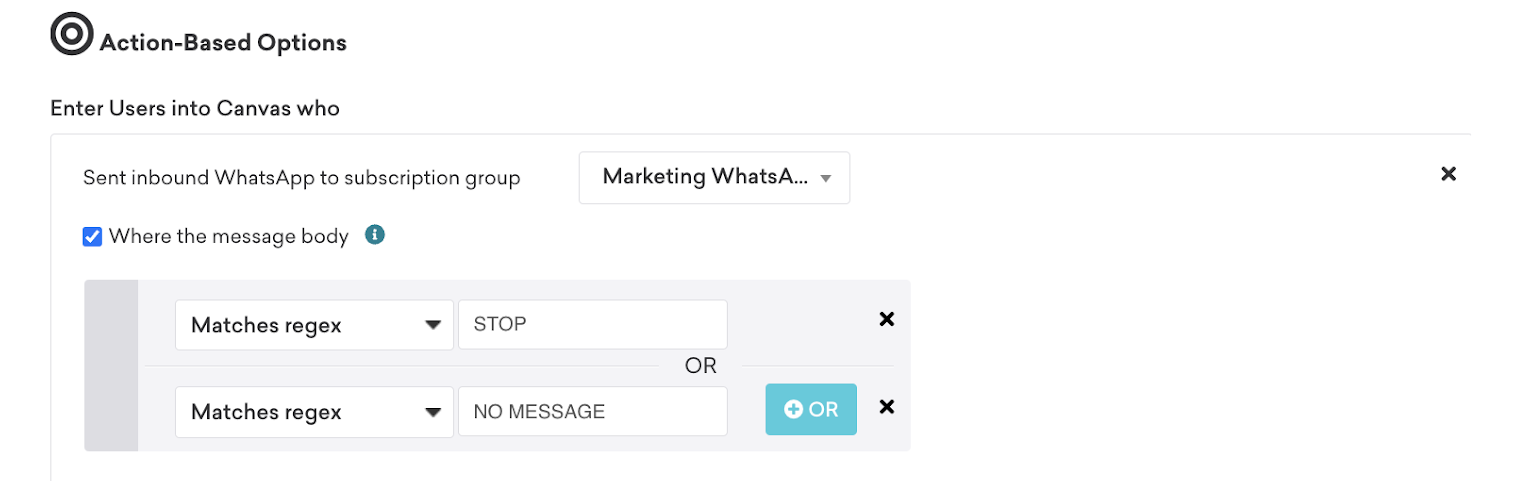 Action-Based Options
Enter Users into Canvas who
Sent inbound WhatsApp to subscription group Marketing WhatsA...
Where the message body
Matches regex STOP
OR
Matches regex NO MESSAGE OR